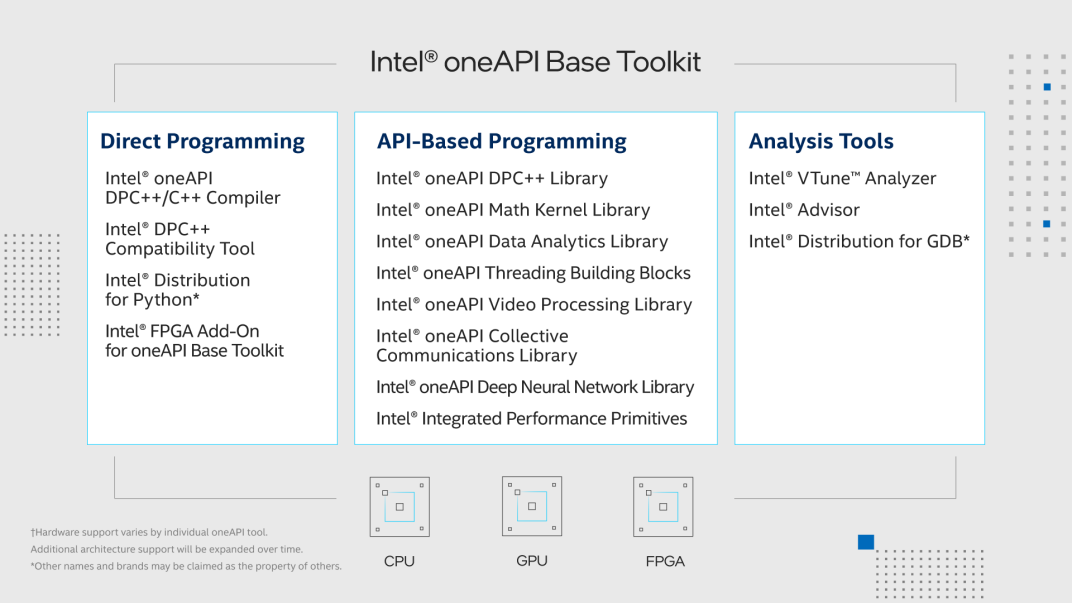 Intel® oneAPI Base Toolkit
Direct Programming
Intel® oneAPI
DPC++/C++ Compiler
Intel® DPC++
Compatibility Tool
Intel® Distribution
for Python*
Intel® FPGA Add-On
for oneAPI Base Toolkit
API-Based Programming
Intel® oneAPI DPC++ Library
Intel® oneAPI Math Kernel Library
Intel® oneAPI Data Analytics Library
Intel® oneAPI Threading Building Blocks
Intel® oneAPI Video Processing Library
Intel® oneAPI Collective
Communications Library
Intel® oneAPI Deep Neural Network Library
Intel® Integrated Performance Primitives
Analysis Tools
Intel® VTune™ Analyzer
Intel® Advisor
Intel® Distribution for GDB*
CPU
GPU
FPGA
†Hardware support varies by individual oneAPI tool.
Additional architecture support will be expanded over time.
*Other names and brands may be claimed as the property of others.